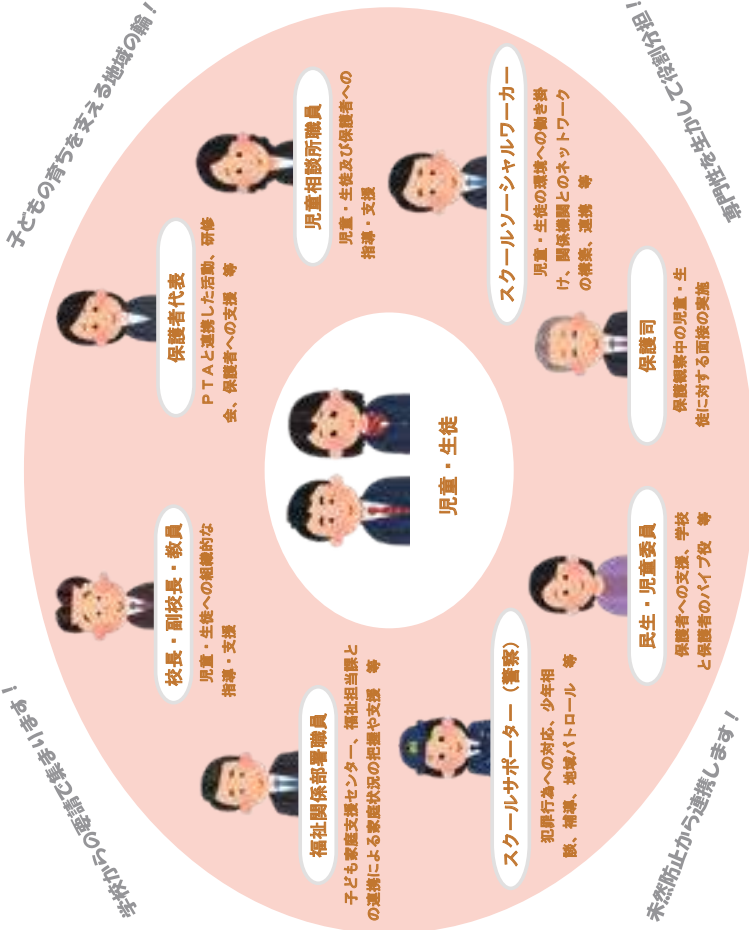 学校からの要請で集まります！
子どもの育ちを支える地域の輪！
校長・副校長・教員
児童・生徒への組織的な
指導・支援
保護者代表
ＰＴＡと連携した活動、研修
会、保護者への支援　等
福祉関係部署職員
子ども家庭支援センター、福祉担当課と
の連携による家庭状況の把握や支援　等
児童相談所職員
児童・生徒及び保護者への
指導・支援
児童・生徒
スクールサポーター（警察）
犯罪行為への対応、少年相
談、補導、地域パトロール　等
スクールソーシャルワーカー
児童・生徒の環境への働き掛
け、関係機関とのネットワーク
の構築、連携　等
民生・児童委員
保護者への支援、学校
と保護者のパイプ役　等
保護司
保護観察中の児童・生
徒に対する面接の実施
未然防止から連携します！
専門性を生かして役割分担！